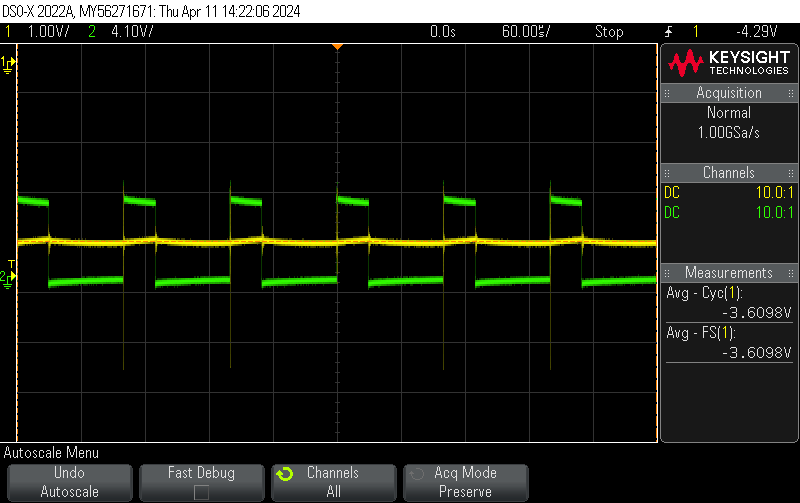 DSO-X 2022A, MY56271671: Thu Apr 11 14:22:06 2024
1 1.00V/ 2 4.10V/ 0.0s 60.00us/ Stop 1 -4.29V
1
T
2
KEYSIGHT
TECHNOLOGIES
Acquisition
Normal
1.00GSa/s
Channels
DC 10.0:1
DC 10.0:1
Measurements
Avg - Cyc(1):
-3.6098V
Avg - FS(1):
-3.6098V
Autoscale Menu
Undo
Autoscale
Fast Debug
Channels
All
Acq Mode
Preserve